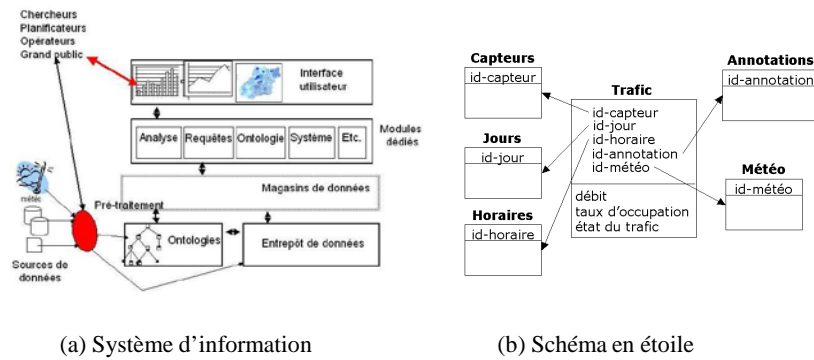 Chercheurs
Planificateurs
Opérateurs
Grand public
Interface
utilisateur
Analyse
Requêtes
Ontologie
Système
Etc.
Modules
dédiés
Magasins de données
météo
Pré-traitement
Ontologies
Entrepôt de données
Sources de
données
(a) Système d'information
Capteurs
id-capteur
Jours
id-jour
Horaires
id-horaire
Trafic
id-capteur
id-jour
id-horaire
id-annotation
id-météo
débit
taux d'occupation
état du trafic
Annotations
id-annotation
Météo
id-météo
(b) Schéma en étoile